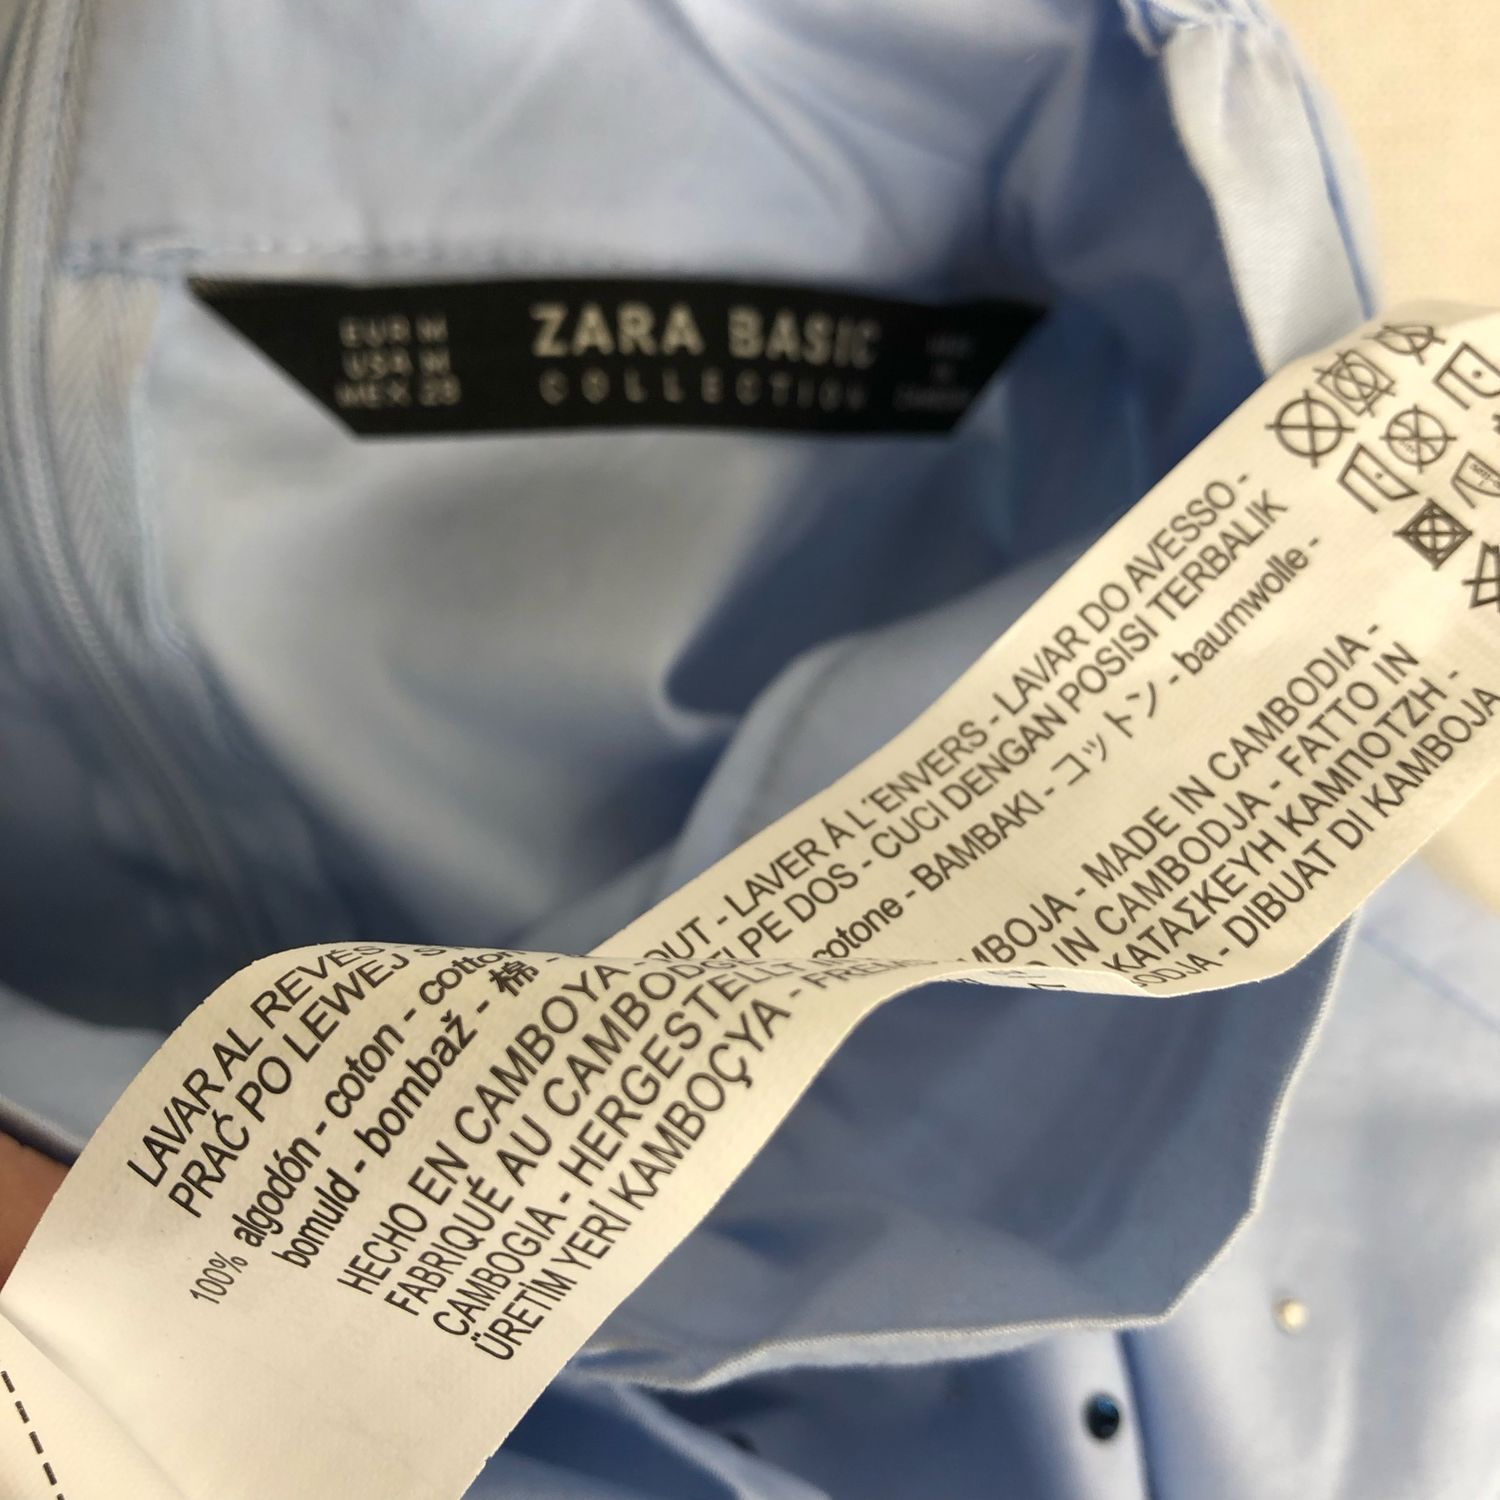 EUR M
USA M
MEX 28
ZARA BASIC
COLLECTION
LAVAR AL REVES OUT - LAVER Á L'ENVERS - LAVAR DO AVESSO -
PRAĆ PO LEWEJ PE DOS - CUCI DENGAN POSISI TERBALIK
100% algodón - coton - cotton cotone - BAMBAKI - コットン - baumwolle -
bomuld - bombaž - 棉 -
HECHO EN CAMBOYA - MADE IN CAMBODIA -
FABRIQUÉ AU CAMBODGE IN CAMBODJA - FATTO IN
CAMBOGIA - HERGESTELLT ΚΑΤΑΣΚΕΥΗ ΚΑΜΠΟΤΖΗ -
ÜRETİM YERİ KAMBOÇYA - DIBUAT DI KAMBOJA